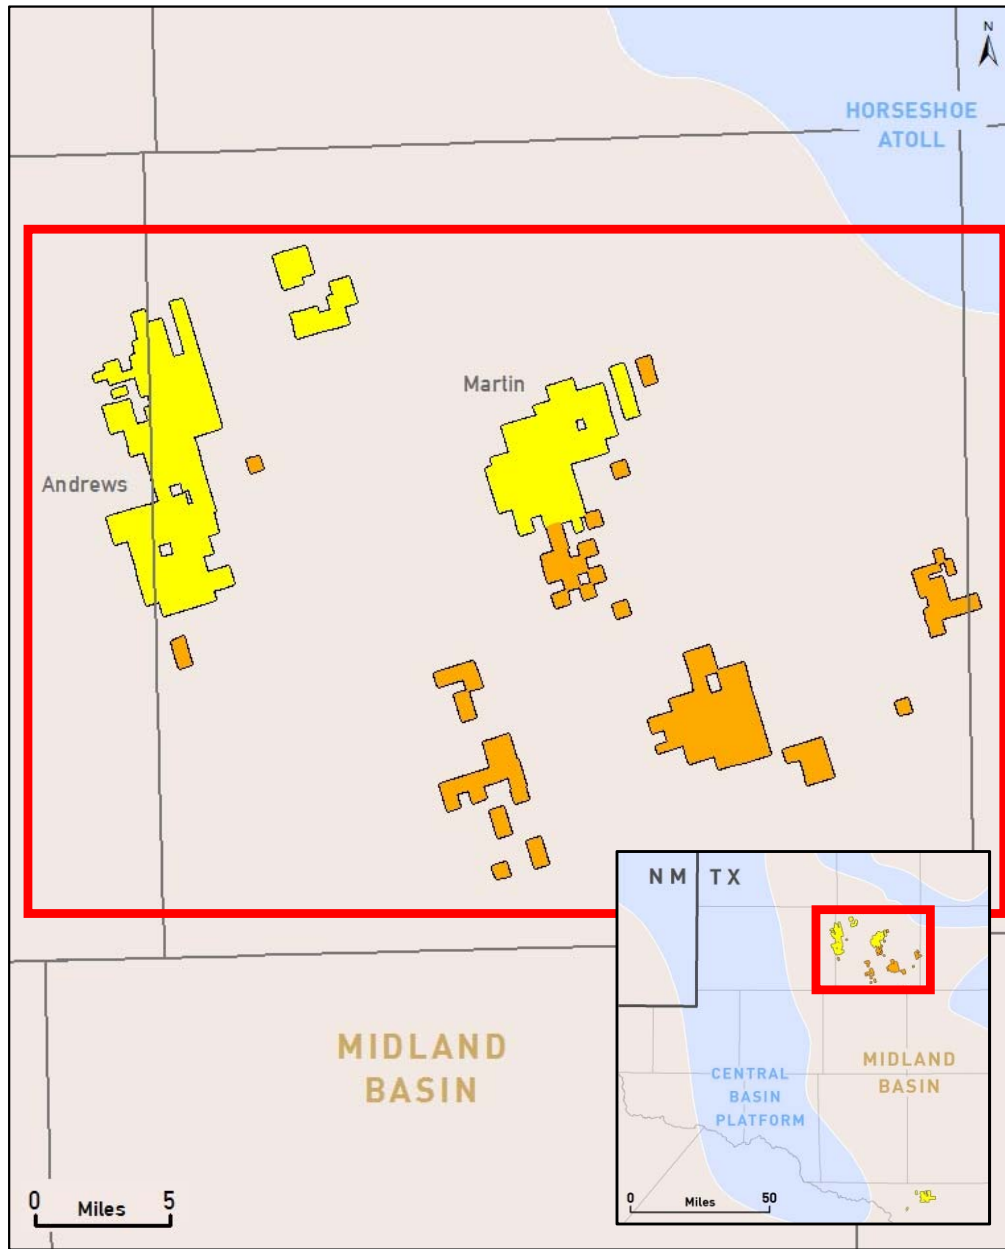 N
HORSESHOE
ATOLL
Martin
Andrews
MIDLAND
BASIN
0 Miles 5
NM TX
MIDLAND
BASIN
CENTRAL
BASIN
PLATFORM
0 Miles 50